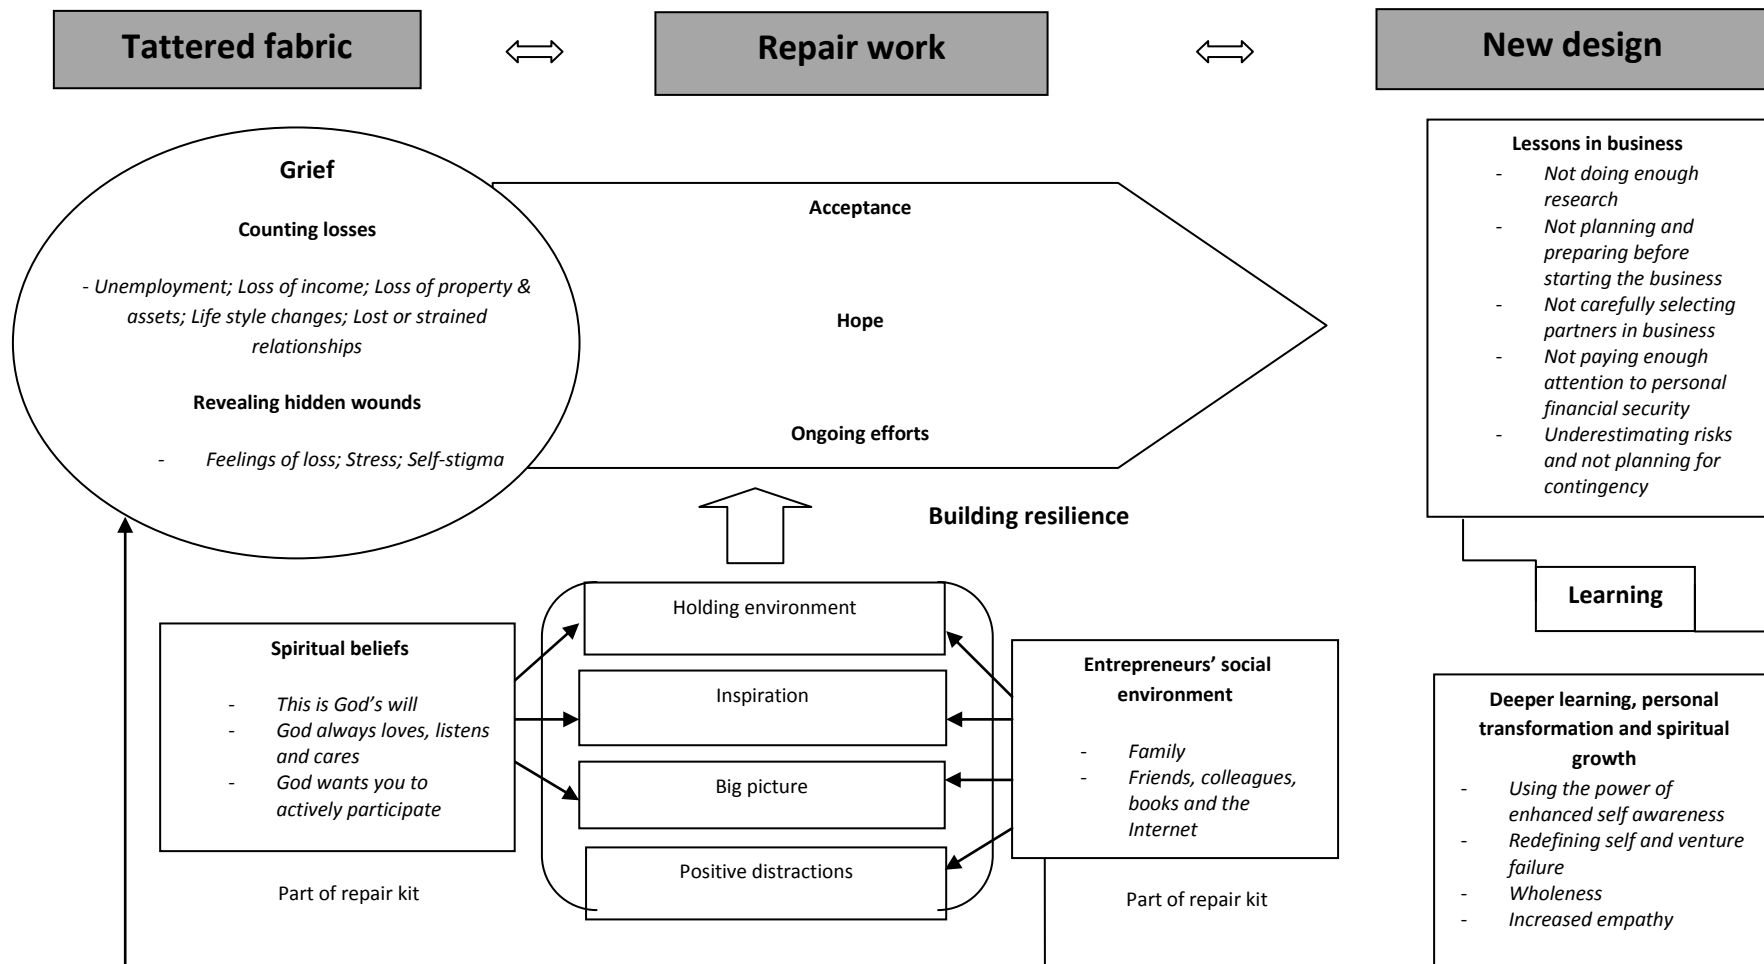 Tattered fabric
Repair work
New design
Grief
Counting losses
- Unemployment; Loss of income; Loss of property &
assets; Life style changes; Lost or strained
relationships
Revealing hidden wounds
- Feelings of loss; Stress; Self-stigma
Acceptance
Hope
Ongoing efforts
Building resilience
Spiritual beliefs
- This is God’s will
- God always loves, listens
and cares
- God wants you to
actively participate
Part of repair kit
Holding environment
Inspiration
Big picture
Positive distractions
Entrepreneurs’ social
environment
- Family
- Friends, colleagues,
books and the
Internet
Part of repair kit
Lessons in business
- Not doing enough
research
- Not planning and
preparing before
starting the business
- Not carefully selecting
partners in business
- Not paying enough
attention to personal
financial security
- Underestimating risks
and not planning for
contingency
Learning
Deeper learning, personal
transformation and spiritual
growth
- Using the power of
enhanced self awareness
- Redefining self and venture
failure
- Wholeness
- Increased empathy